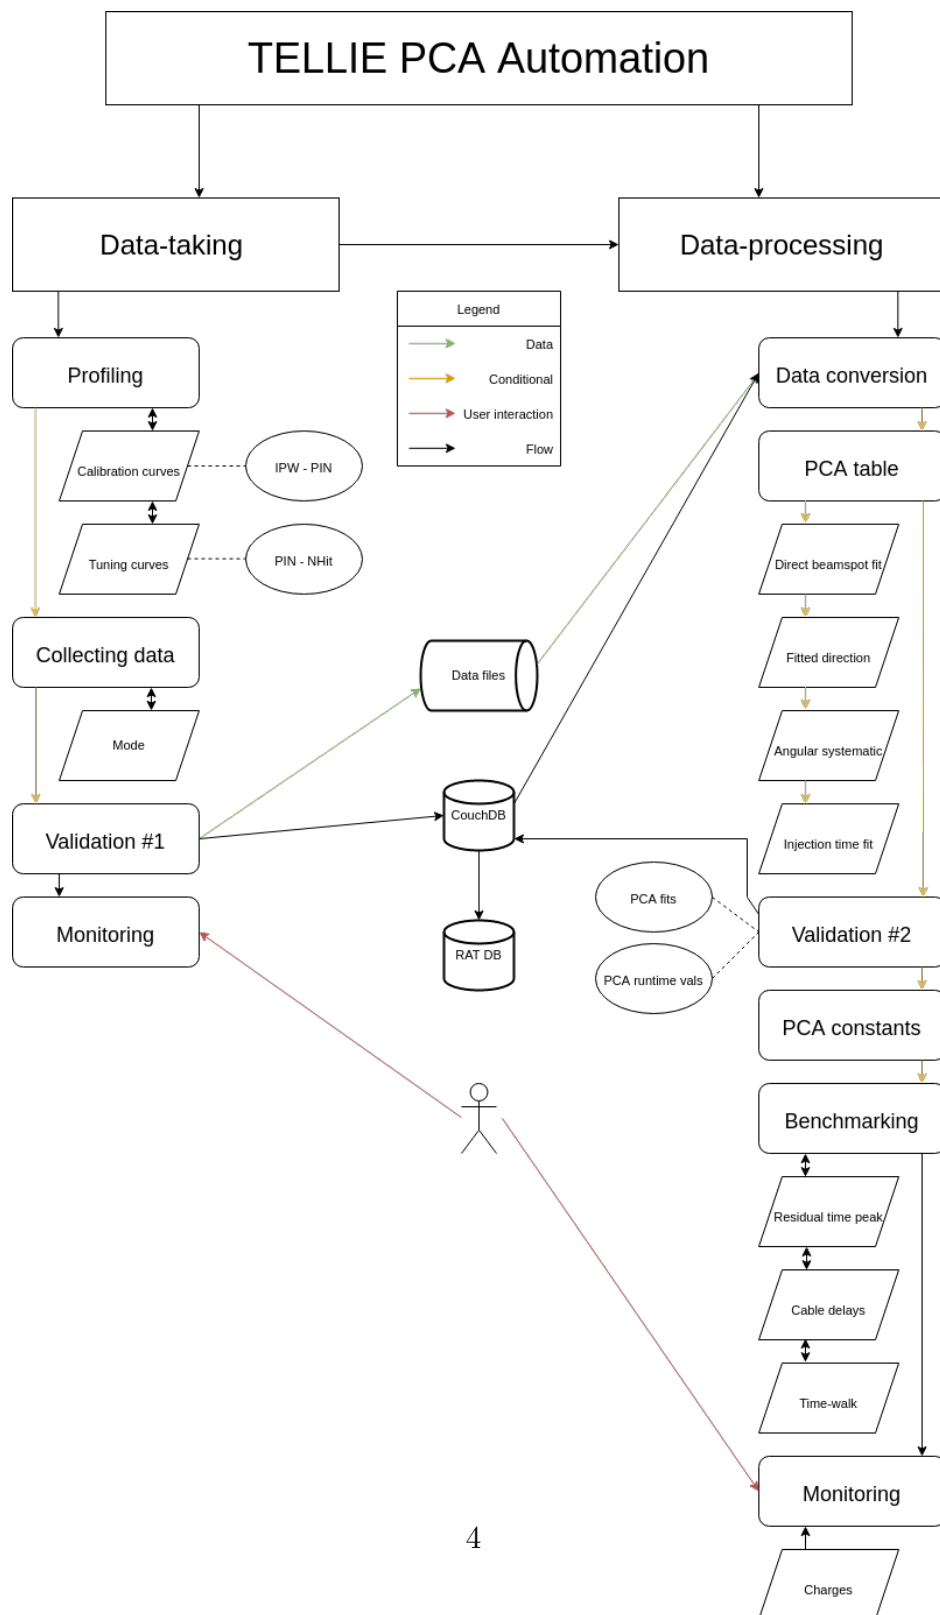 TELLIE PCA Automation
Data-taking
Data-processing
Legend
Data
Conditional
User interaction
Flow
Profiling
Calibration curves
IPW - PIN
Tuning curves
PIN - NHit
Collecting data
Mode
Validation #1
Monitoring
Data files
CouchDB
RAT DB
Data conversion
PCA table
Direct beamspot fit
Fitted direction
Angular systematic
Injection time fit
PCA fits
PCA runtime vals
Validation #2
PCA constants
Benchmarking
Residual time peak
Cable delays
Time-walk
Monitoring
Charges
4